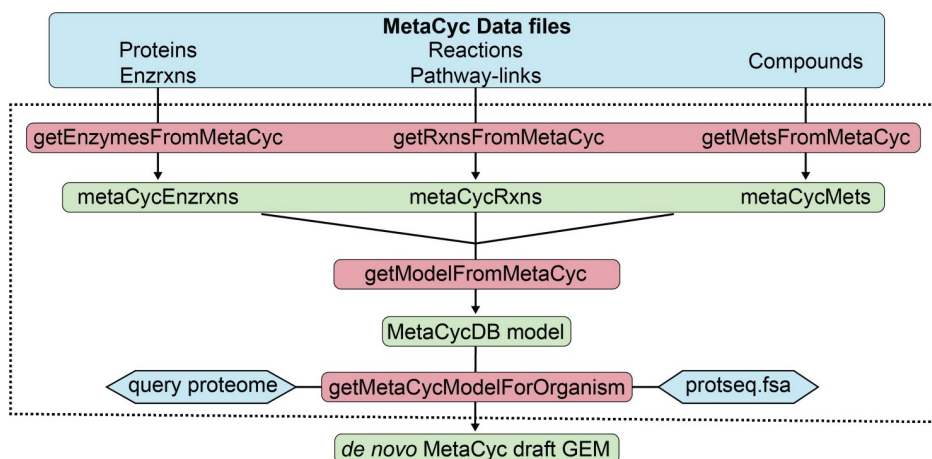 MetaCyc Data files
Proteins Reactions Compounds
Enzrxns Pathway-links
getEnzymesFromMetaCyc getRxnsFromMetaCyc getMetsFromMetaCyc
metaCycEnzrxns metaCycRxns metaCycMets
getModelFromMetaCyc
MetaCycDB model
query proteome getMetaCycModelForOrganism protseq.fsa
de novo MetaCyc draft GEM